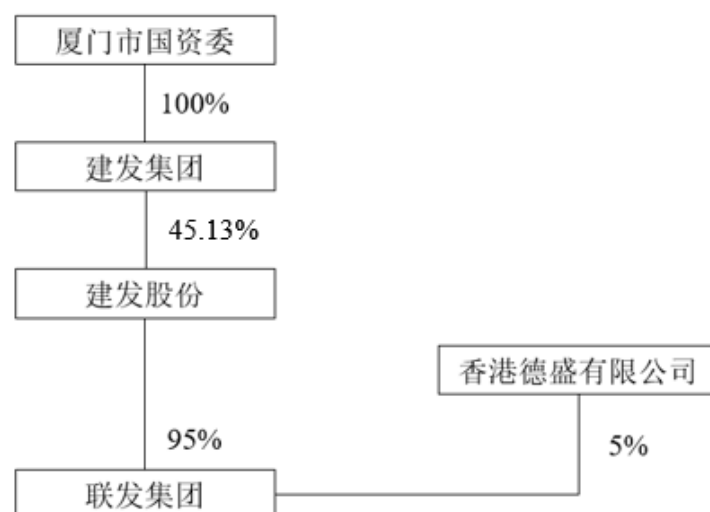 厦门市国资委
100%
建发集团
45.13%
建发股份
香港德盛有限公司
95%
5%
联发集团